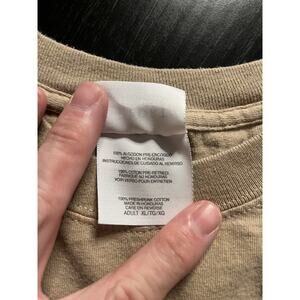 100% ALGODON PRE-ENCOGIDO
HECHO EN HONDURAS
INSTRUCCIONES DE CUIDADO AL REVERSO
100% COTON PRE-RETRECI
FABRIQUE AU HONDURAS
VOIR VERSO POUR ENTRETIEN
100% PRESHRUNK COTTON
MADE IN HONDURAS
CARE ON REVERSE
ADULT XL/TG/XG